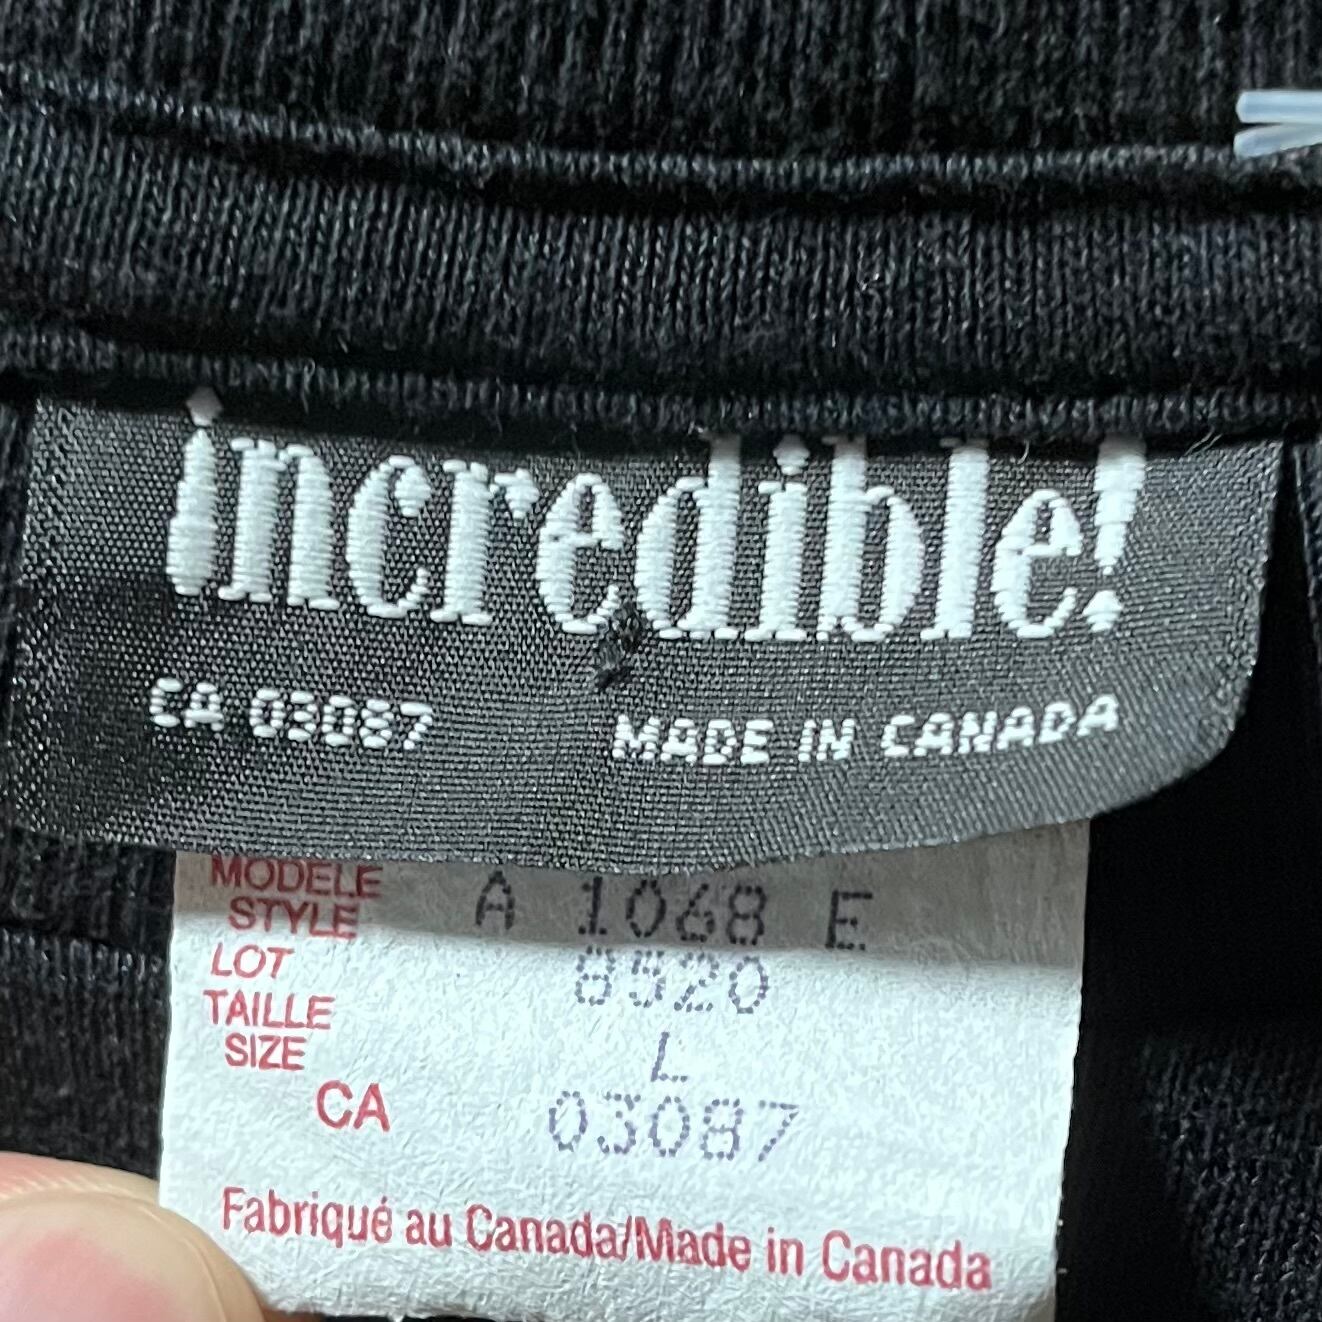 incredible!
CA 03087 MADE IN CANADA
MODELE
STYLE A 1068 E
LOT 8520
TAILLE
SIZE L
CA 03087
Fabriqué au Canada/Made in Canada